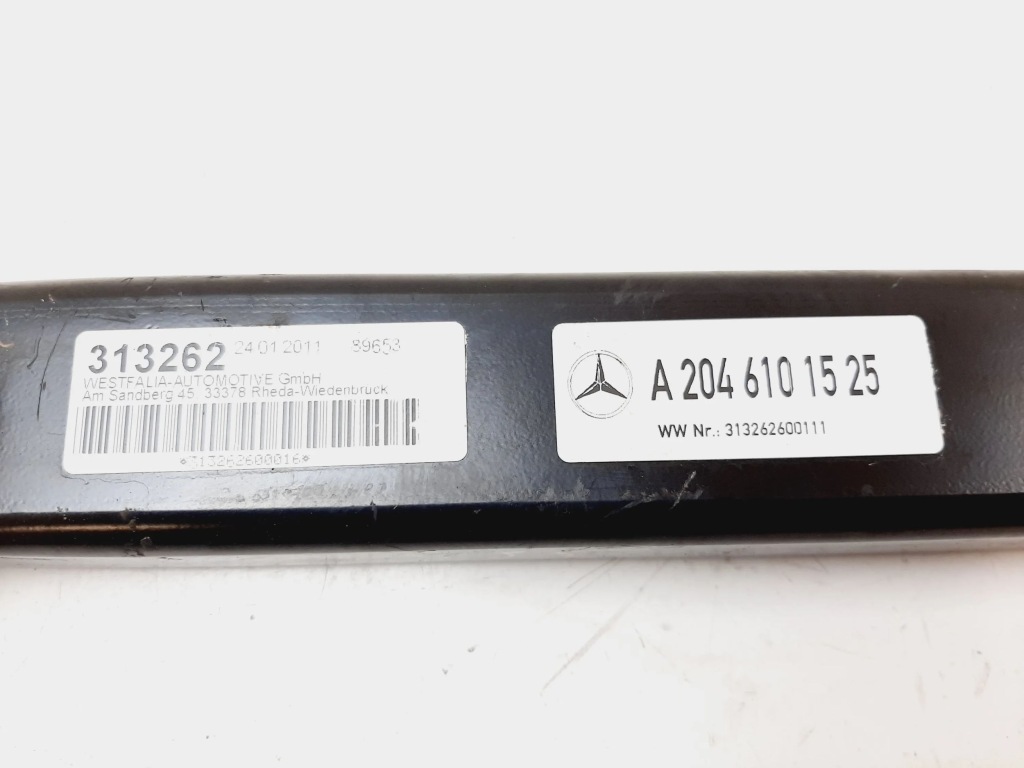 313262 24 01 2011 89653
WESTFALIA-AUTOMOTIVE GmbH
Am Sandberg 45, 33378 Rheda-Wiedenbrück
*313262600016*
A 204 610 15 25
WW Nr.: 313262600111